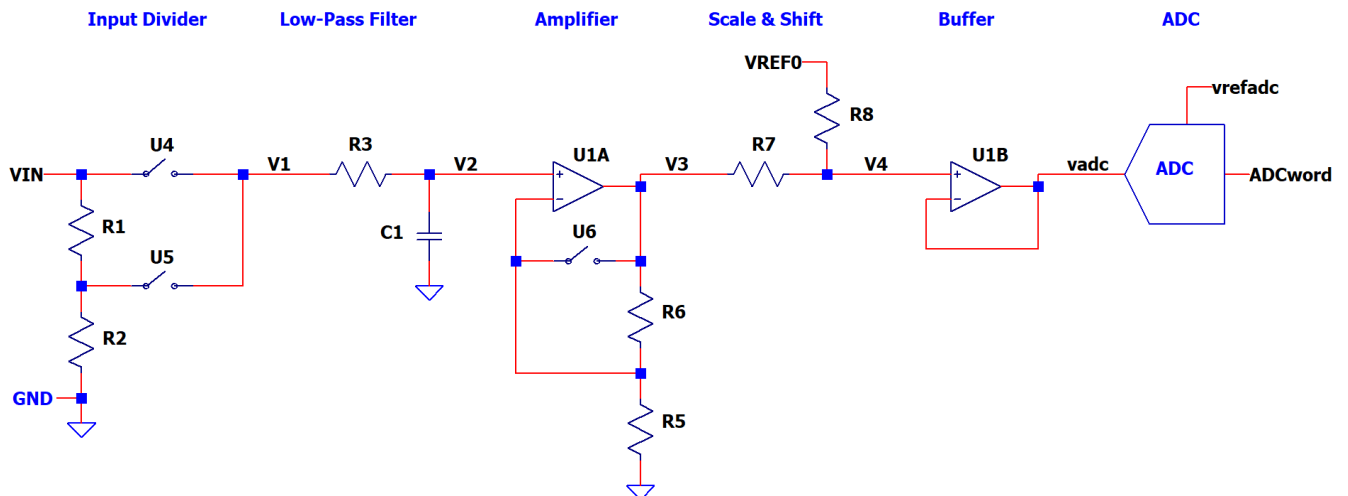 Input Divider
Low-Pass Filter
Amplifier
Scale & Shift
Buffer
ADC
VREF0
vrefadc
R8
U4
R3
R7
VIN
V1
V2
U1A
V3
V4
U1B
vadc
ADC
ADCword
R1
C1
U6
U5
R6
R2
GND
R5